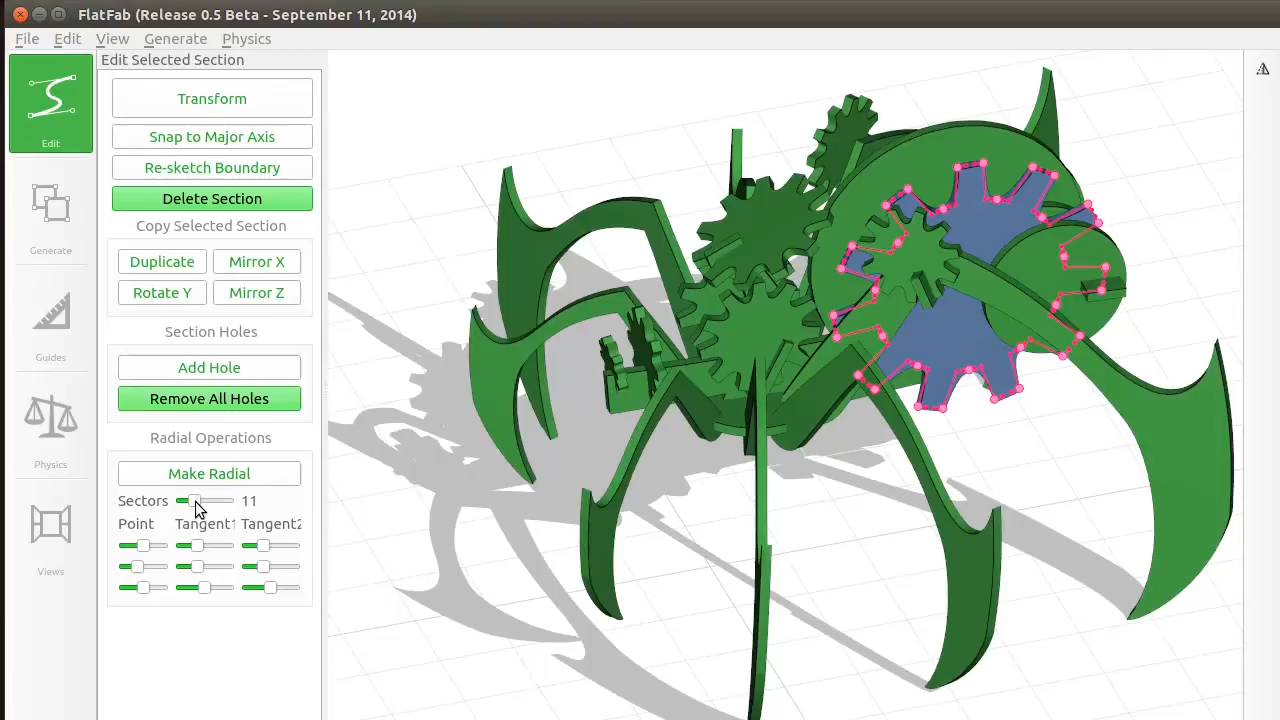 FlatFab (Release 0.5 Beta - September 11, 2014)
File Edit View Generate Physics
Edit Selected Section
Edit
Generate
Guides
Physics
Views
Transform
Snap to Major Axis
Re-sketch Boundary
Delete Section
Copy Selected Section
Duplicate Mirror X
Rotate Y Mirror Z
Section Holes
Add Hole
Remove All Holes
Radial Operations
Make Radial
Sectors 11
Point Tangent1 Tangent2